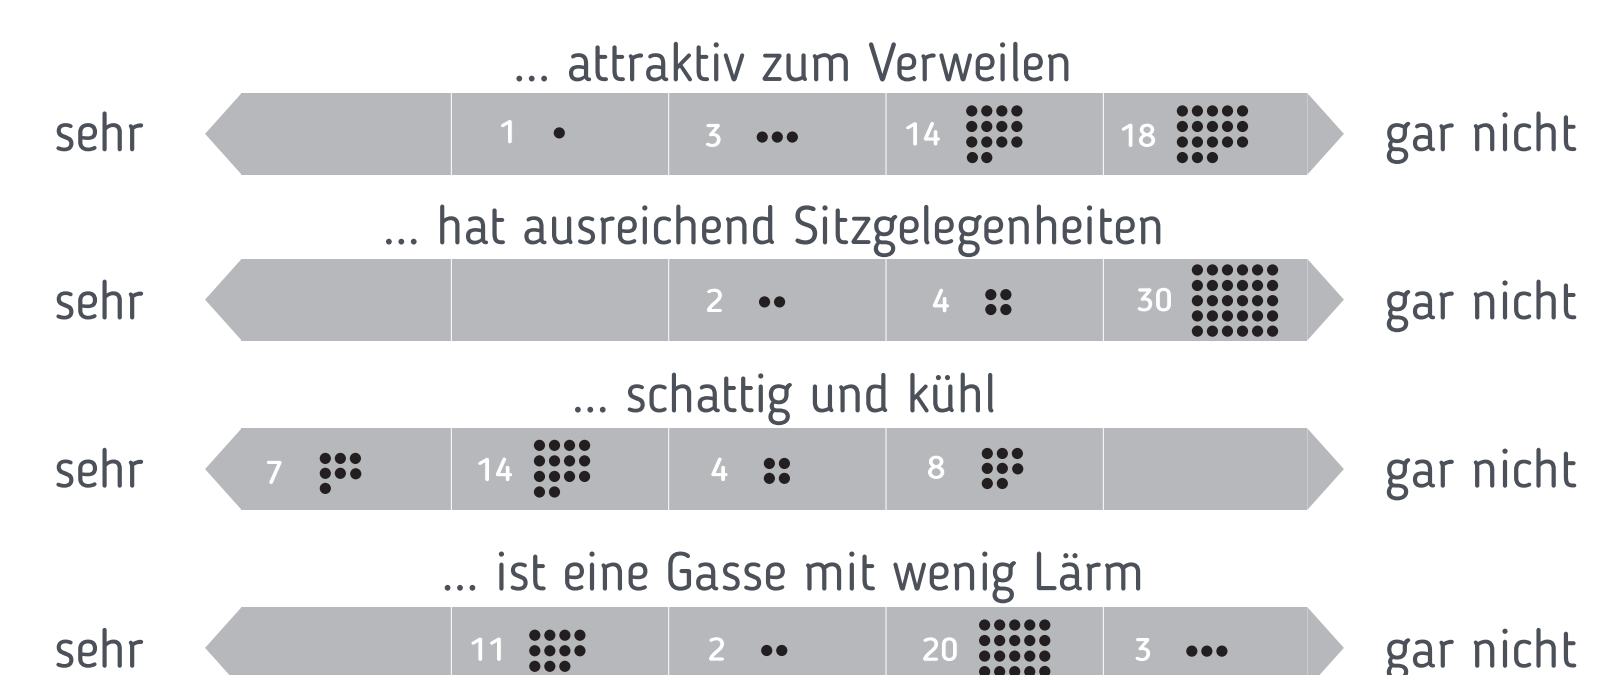 ... attraktiv zum Verweilen
sehr 1 3 14 18 gar nicht
... hat ausreichend Sitzgelegenheiten
sehr 2 4 30 gar nicht
... schattig und kühl
sehr 7 14 4 8 gar nicht
... ist eine Gasse mit wenig Lärm
sehr 11 2 20 3 gar nicht